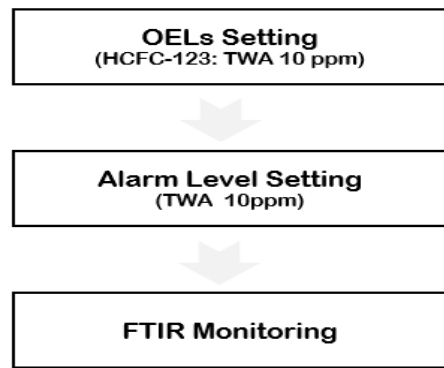 OELs Setting
(HCFC-123: TWA 10 ppm)
Alarm Level Setting
(TWA 10ppm)
FTIR Monitoring